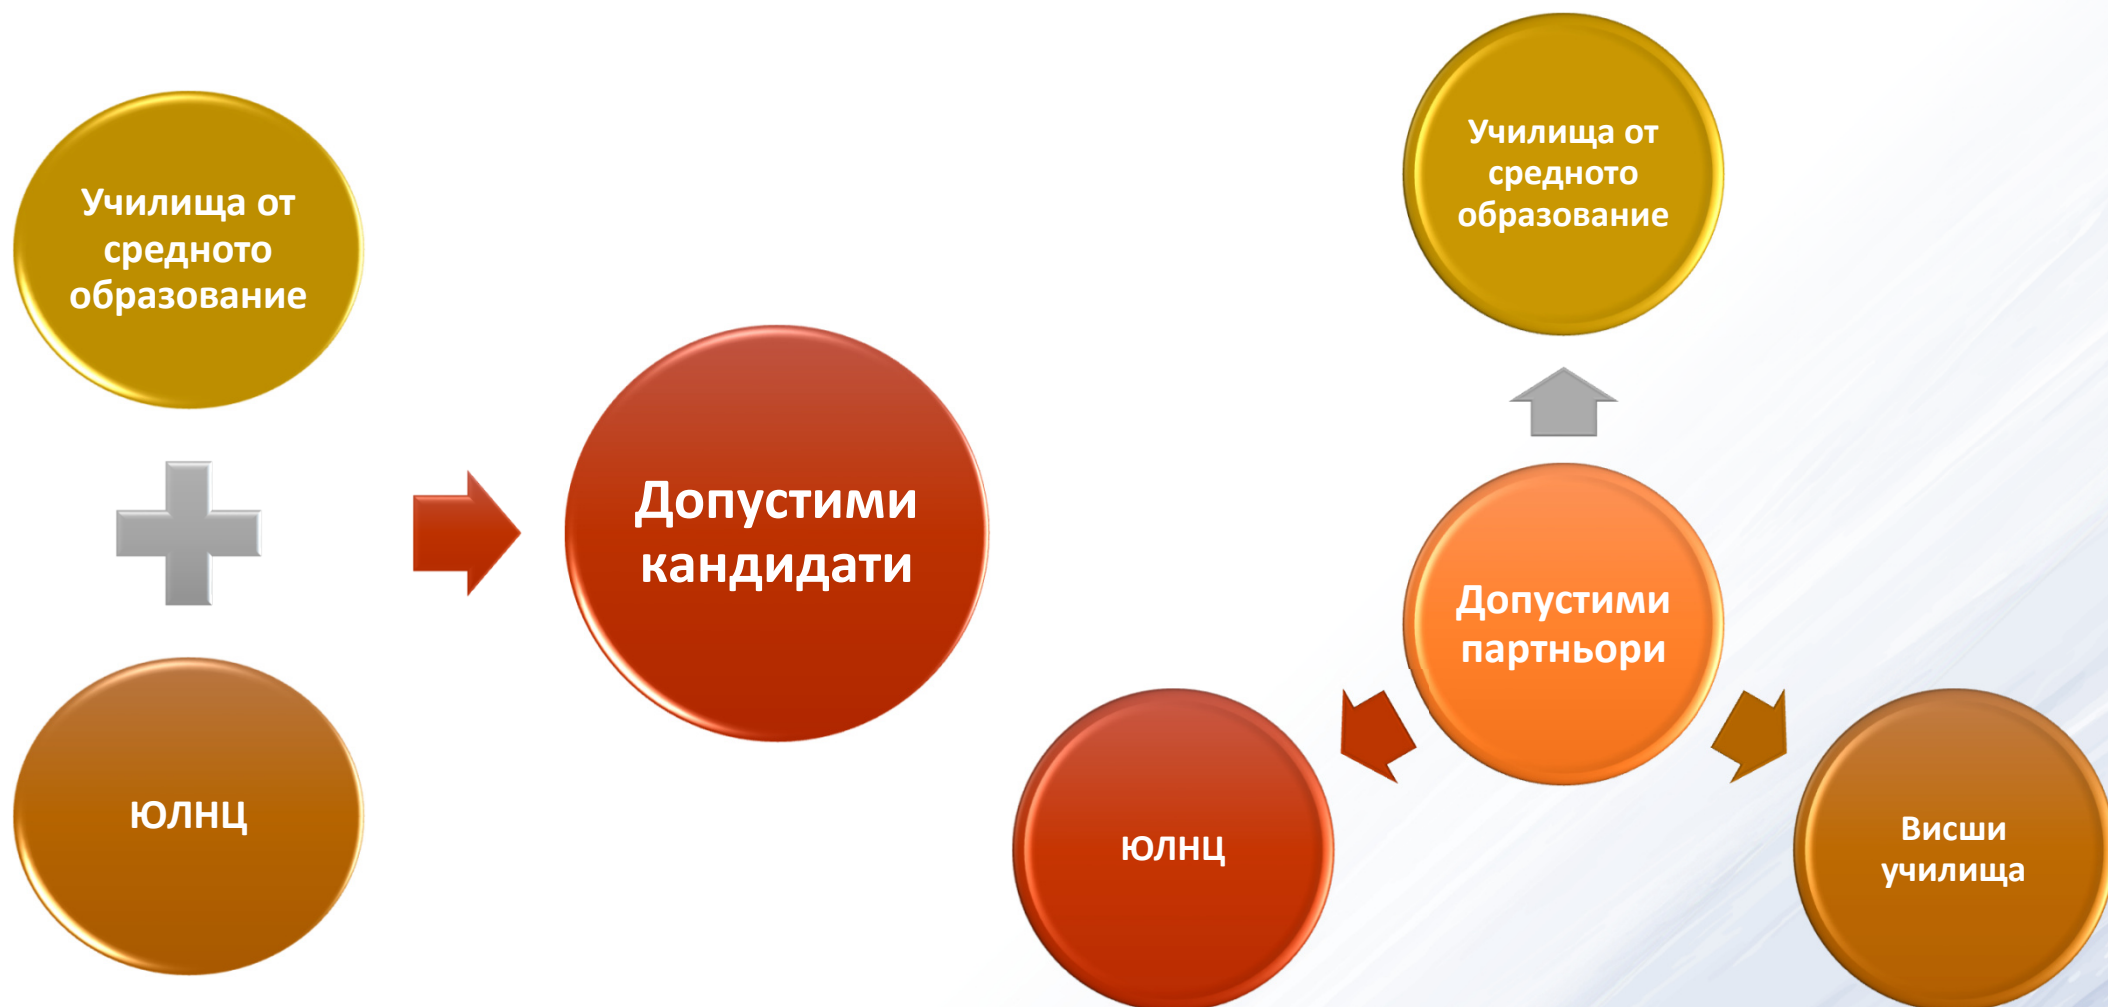 Училища от
средното
образование
ЮЛНЦ
Допустими
кандидати
Училища от
средното
образование
Допустими
партньори
ЮЛНЦ
Висши
училища